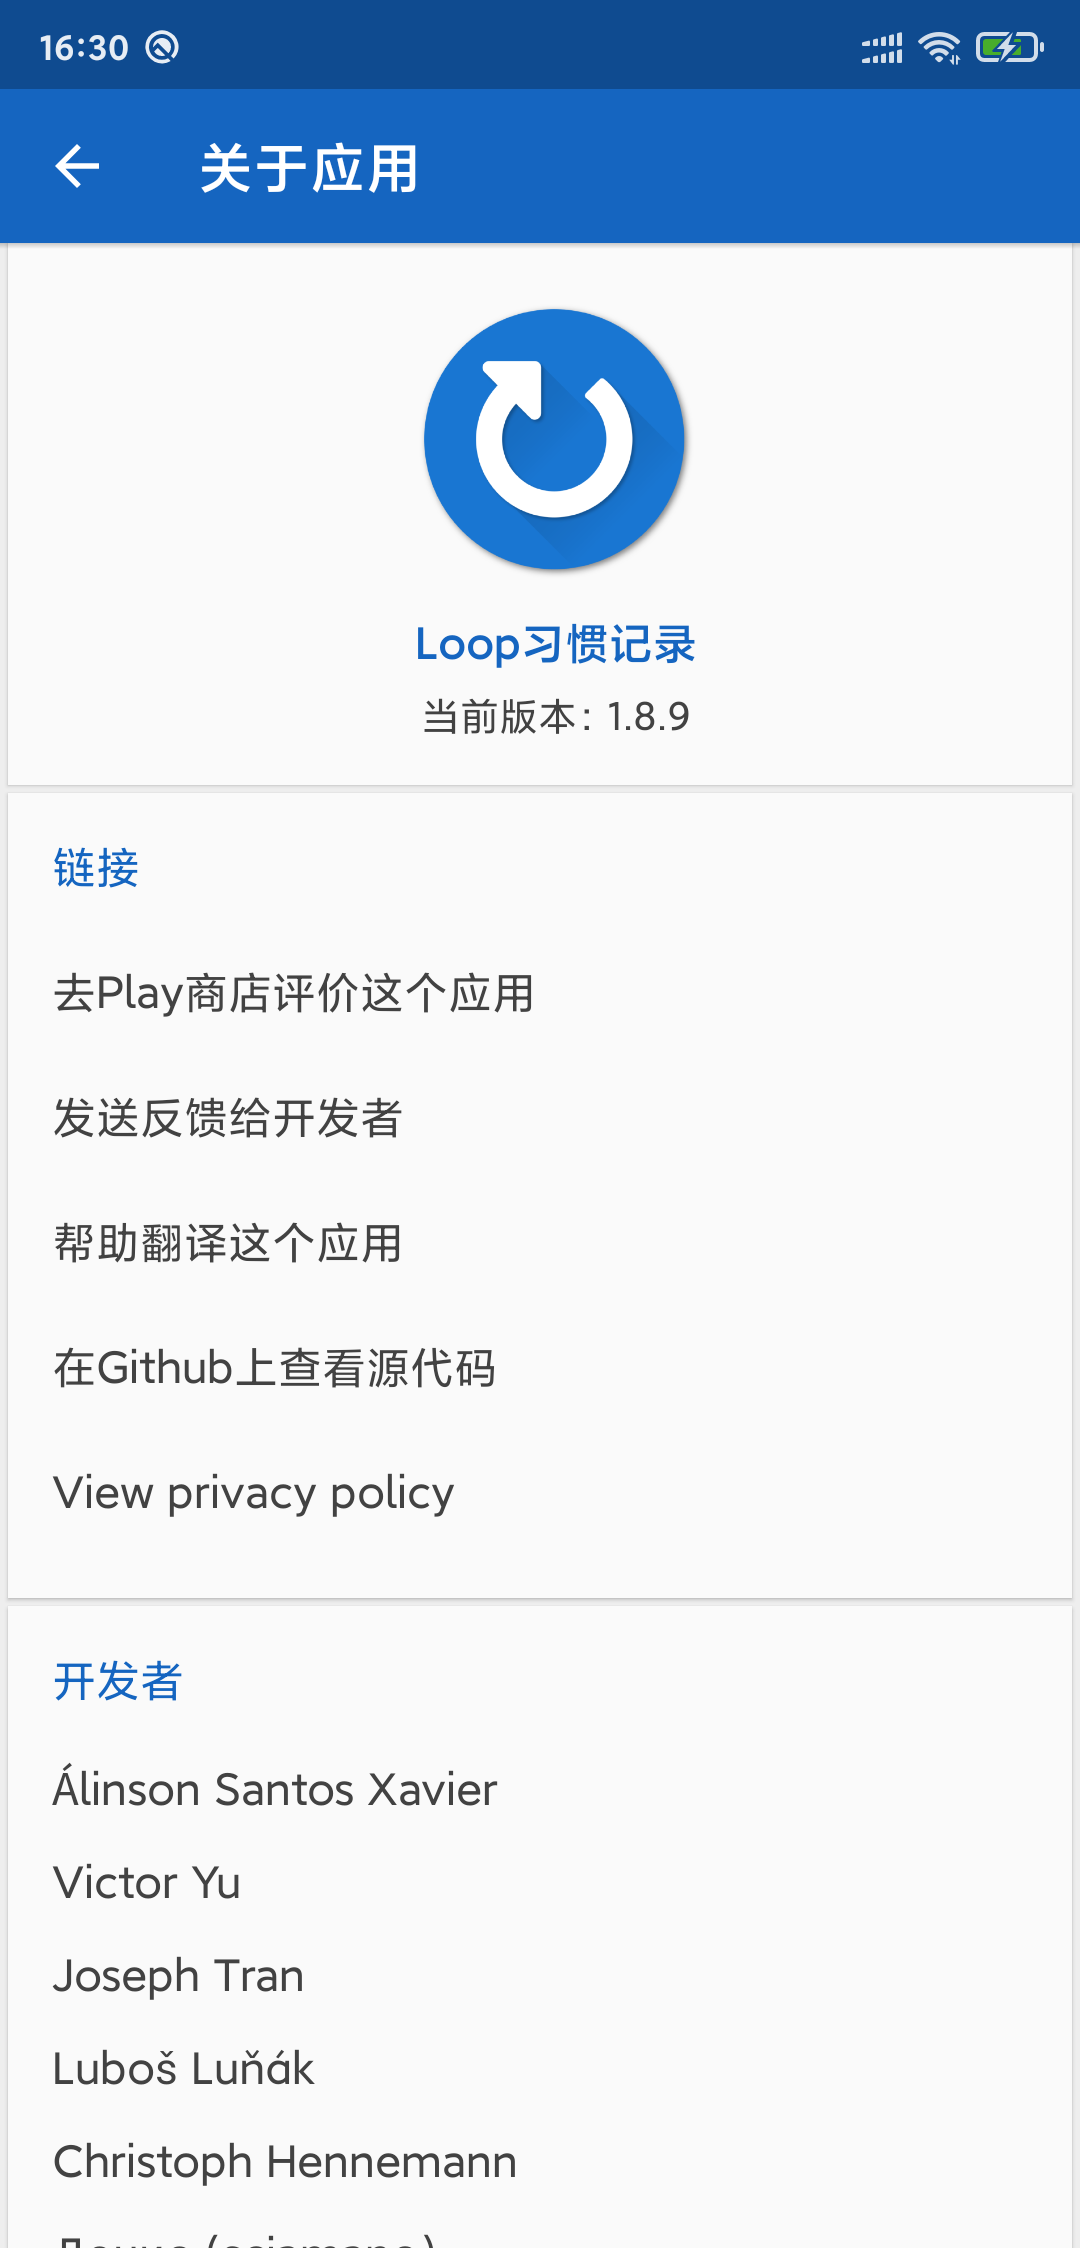 16:30
关于应用
Loop习惯记录
当前版本：1.8.9
链接
去Play商店评价这个应用
发送反馈给开发者
帮助翻译这个应用
在Github上查看源代码
View privacy policy
开发者
Álinson Santos Xavier
Victor Yu
Joseph Tran
Luboš Luňák
Christoph Hennemann